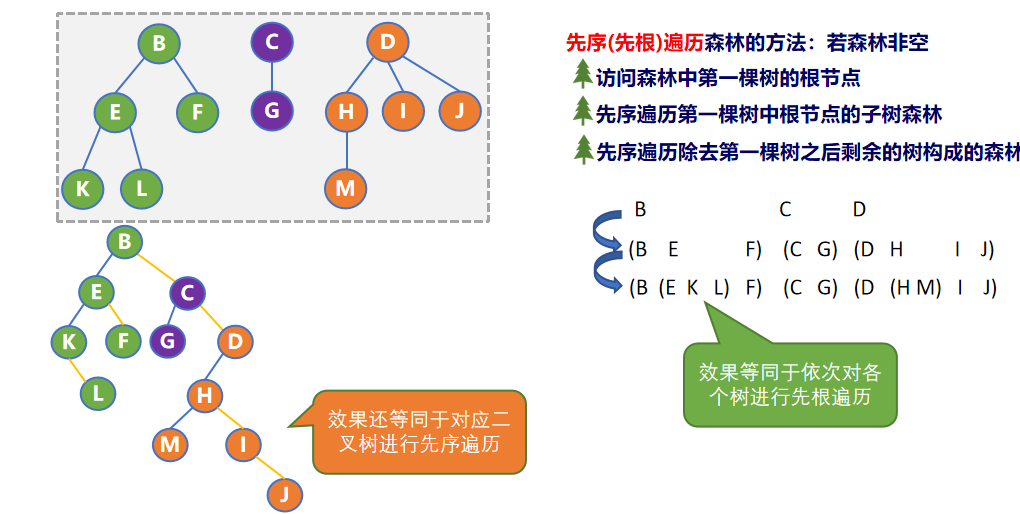 B C D
E F G H I J
K L M
先序(先根)遍历森林的方法：若森林非空
访问森林中第一棵树的根节点
先序遍历第一棵树中根节点的子树森林
先序遍历除去第一棵树之后剩余的树构成的森林
B C D
(B E F) (C G) (D H I J)
(B (E K L) F) (C G) (D (H M) I J)
效果等同于依次对各
个树进行先根遍历
B
E C
K F G D
L H
M I
J
效果还等同于对应二
叉树进行先序遍历